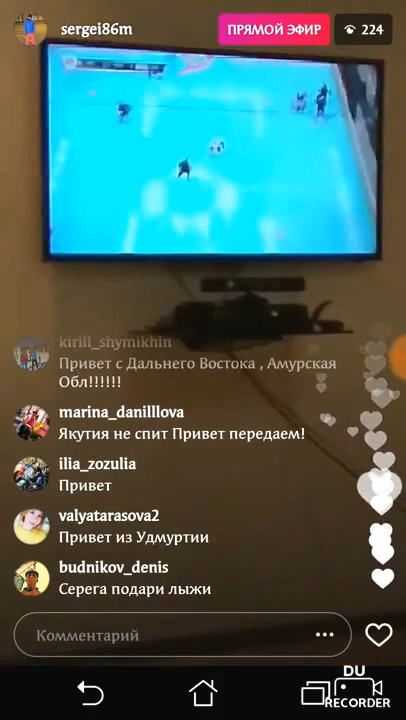 sergei86m
ПРЯМОЙ ЭФИР
224
kirill_shymikhin
Привет с Дальнего Востока , Амурская
Обл!!!!!!
marina_danilllova
Якутия не спит Привет передаем!
ilia_zozulia
Привет
valyatarasova2
Привет из Удмуртии
budnikov_denis
Серега подари лыжи
Комментарий
DU
RECORDER